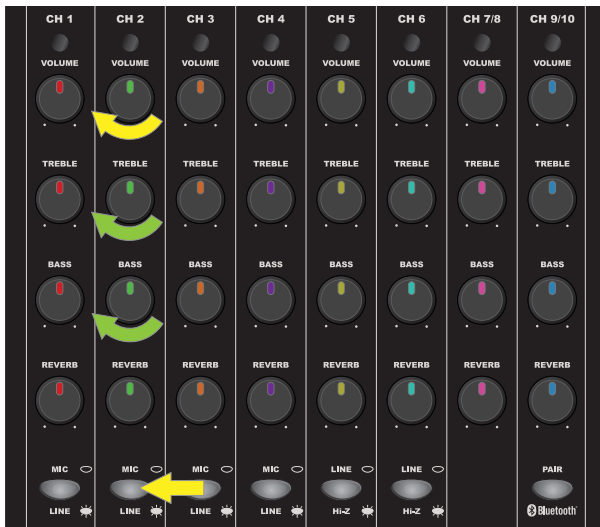 CH 1 CH 2 CH 3 CH 4 CH 5 CH 6 CH 7/8 CH 9/10
VOLUME VOLUME VOLUME VOLUME VOLUME VOLUME VOLUME VOLUME
TREBLE TREBLE TREBLE TREBLE TREBLE TREBLE TREBLE TREBLE
BASS BASS BASS BASS BASS BASS BASS BASS
REVERB REVERB REVERB REVERB REVERB REVERB REVERB REVERB
MIC MIC MIC MIC LINE LINE PAIR
LINE LINE LINE LINE Hi-Z Hi-Z Bluetooth